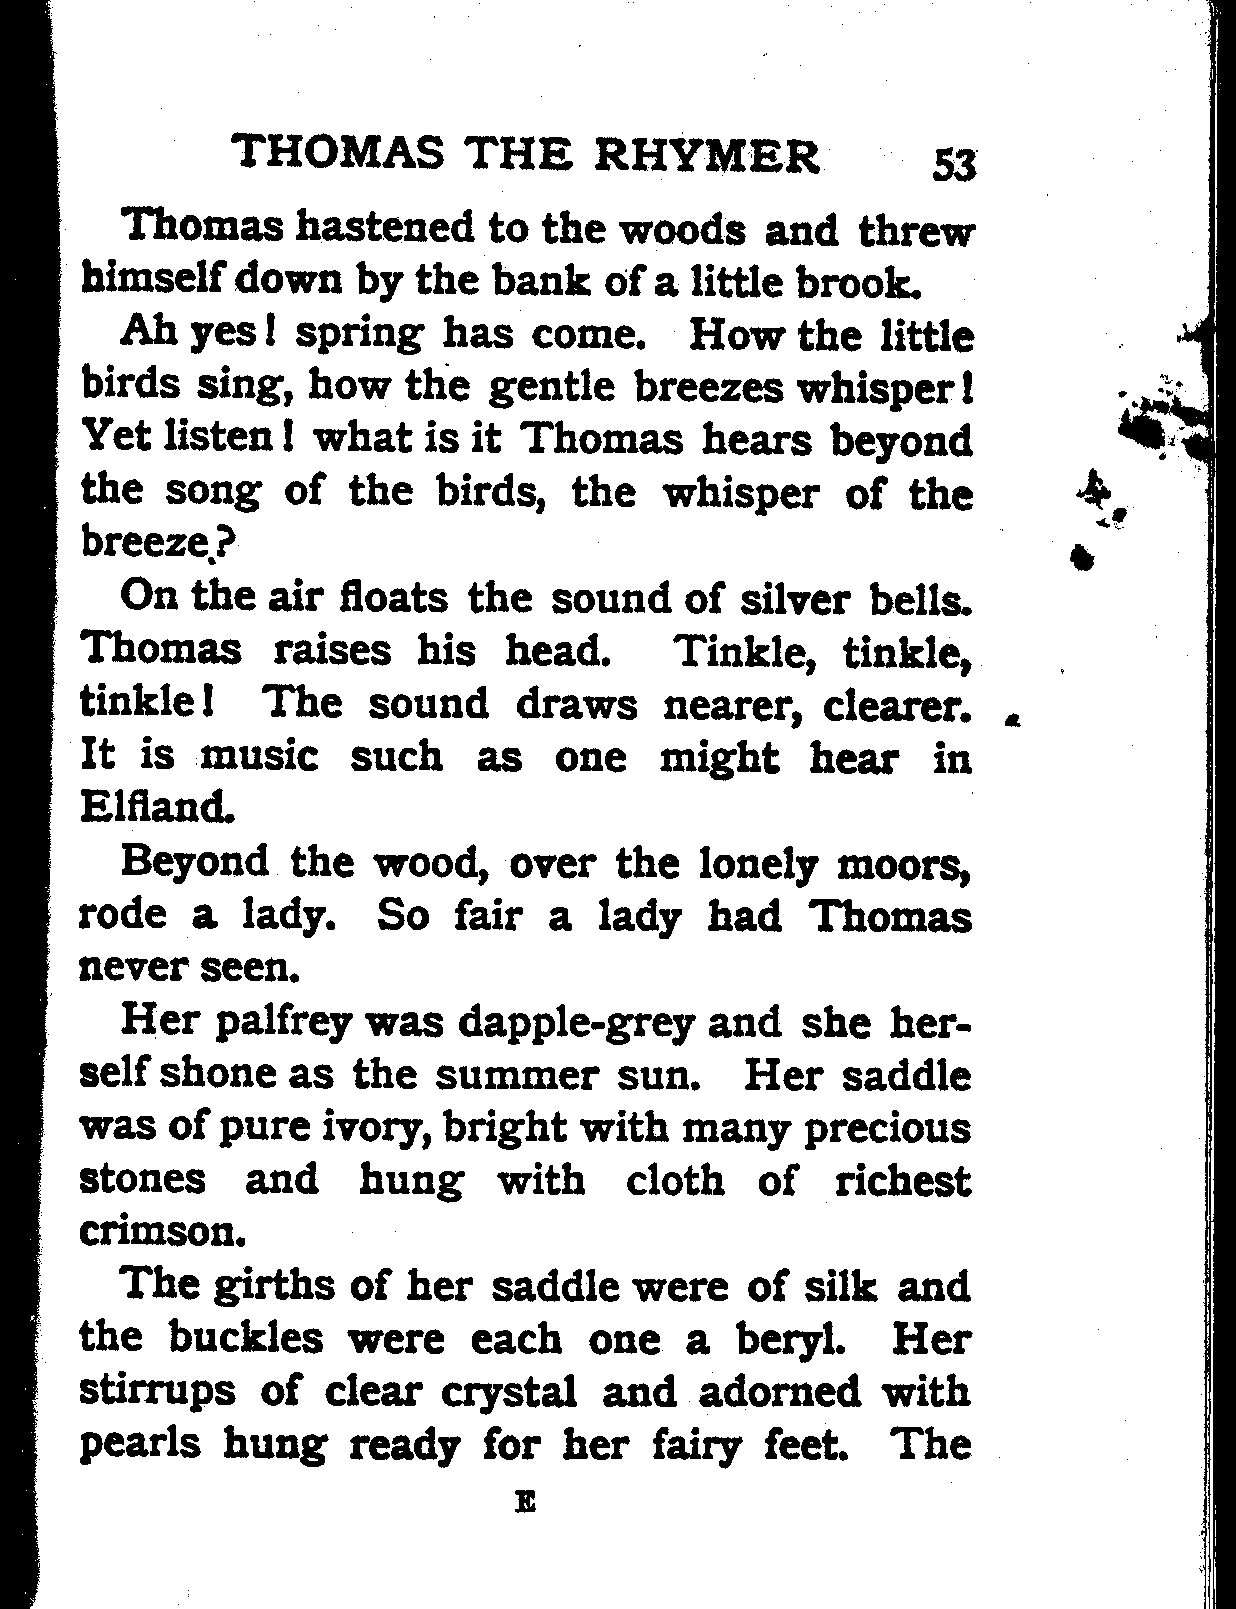 THOMAS THE RHYMER 53
Thomas hastened to the woods and threw
himself down by the bank of a little brook.
Ah yes! spring has come. How the little
birds sing, how the gentle breezes whisper!
Yet listen! what is it Thomas hears beyond
the song of the birds, the whisper of the
breeze?
On the air floats the sound of silver bells.
Thomas raises his head. Tinkle, tinkle,
tinkle! The sound draws nearer, clearer.
It is music such as one might hear in
Elfland.
Beyond the wood, over the lonely moors,
rode a lady. So fair a lady had Thomas
never seen.
Her palfrey was dapple-grey and she her-
self shone as the summer sun. Her saddle
was of pure ivory, bright with many precious
stones and hung with cloth of richest
crimson.
The girths of her saddle were of silk and
the buckles were each one a beryl. Her
stirrups of clear crystal and adorned with
pearls hung ready for her fairy feet. The
E